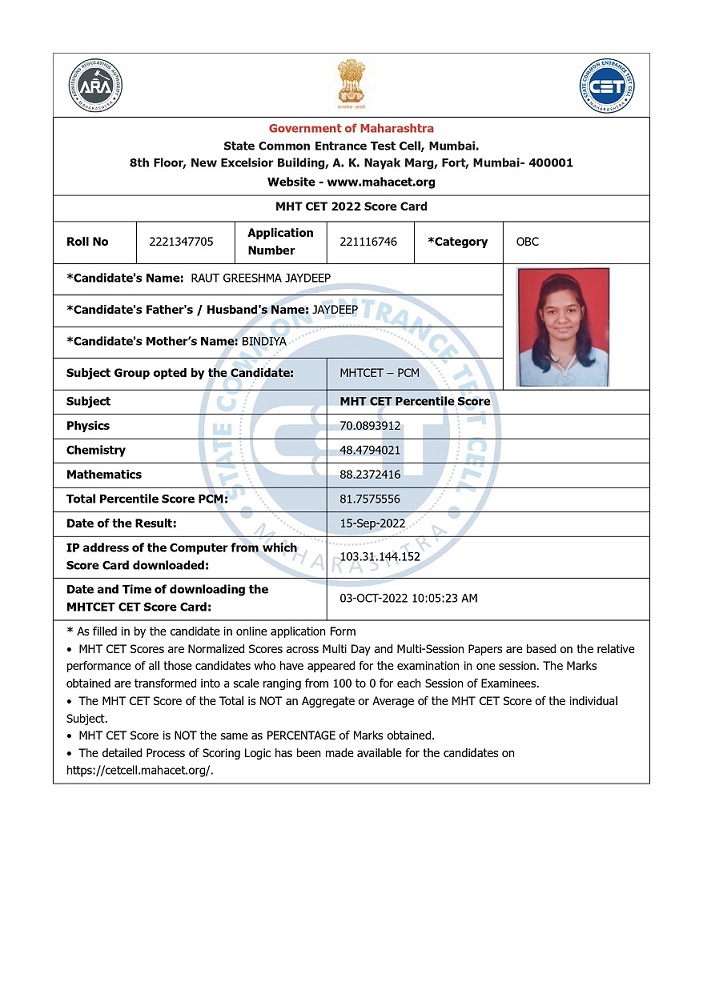 ADMISSIONS REGULATING AUTHORITY
ARA
STATE COMMON ENTRANCE TEST CELL
CET
MAHARASHTRA
Government of Maharashtra
State Common Entrance Test Cell, Mumbai.
8th Floor, New Excelsior Building, A. K. Nayak Marg, Fort, Mumbai- 400001
Website - www.mahacet.org
MHT CET 2022 Score Card
Roll No 2221347705 Application Number 221116746 *Category OBC
*Candidate's Name: RAUT GREESHMA JAYDEEP
*Candidate's Father's / Husband's Name: JAYDEEP
*Candidate's Mother's Name: BINDIYA
Subject Group opted by the Candidate: MHTCET – PCM
Subject MHT CET Percentile Score
Physics 70.0893912
Chemistry 48.4794021
Mathematics 88.2372416
Total Percentile Score PCM: 81.7575556
Date of the Result: 15-Sep-2022
IP address of the Computer from which
Score Card downloaded: 103.31.144.152
Date and Time of downloading the
MHTCET CET Score Card: 03-OCT-2022 10:05:23 AM
STATE COMMON ENTRANCE TEST CELL
CET
MAHARASHTRA
* As filled in by the candidate in online application Form
• MHT CET Scores are Normalized Scores across Multi Day and Multi-Session Papers are based on the relative
performance of all those candidates who have appeared for the examination in one session. The Marks
obtained are transformed into a scale ranging from 100 to 0 for each Session of Examinees.
• The MHT CET Score of the Total is NOT an Aggregate or Average of the MHT CET Score of the individual
Subject.
• MHT CET Score is NOT the same as PERCENTAGE of Marks obtained.
• The detailed Process of Scoring Logic has been made available for the candidates on
https://cetcell.mahacet.org/.